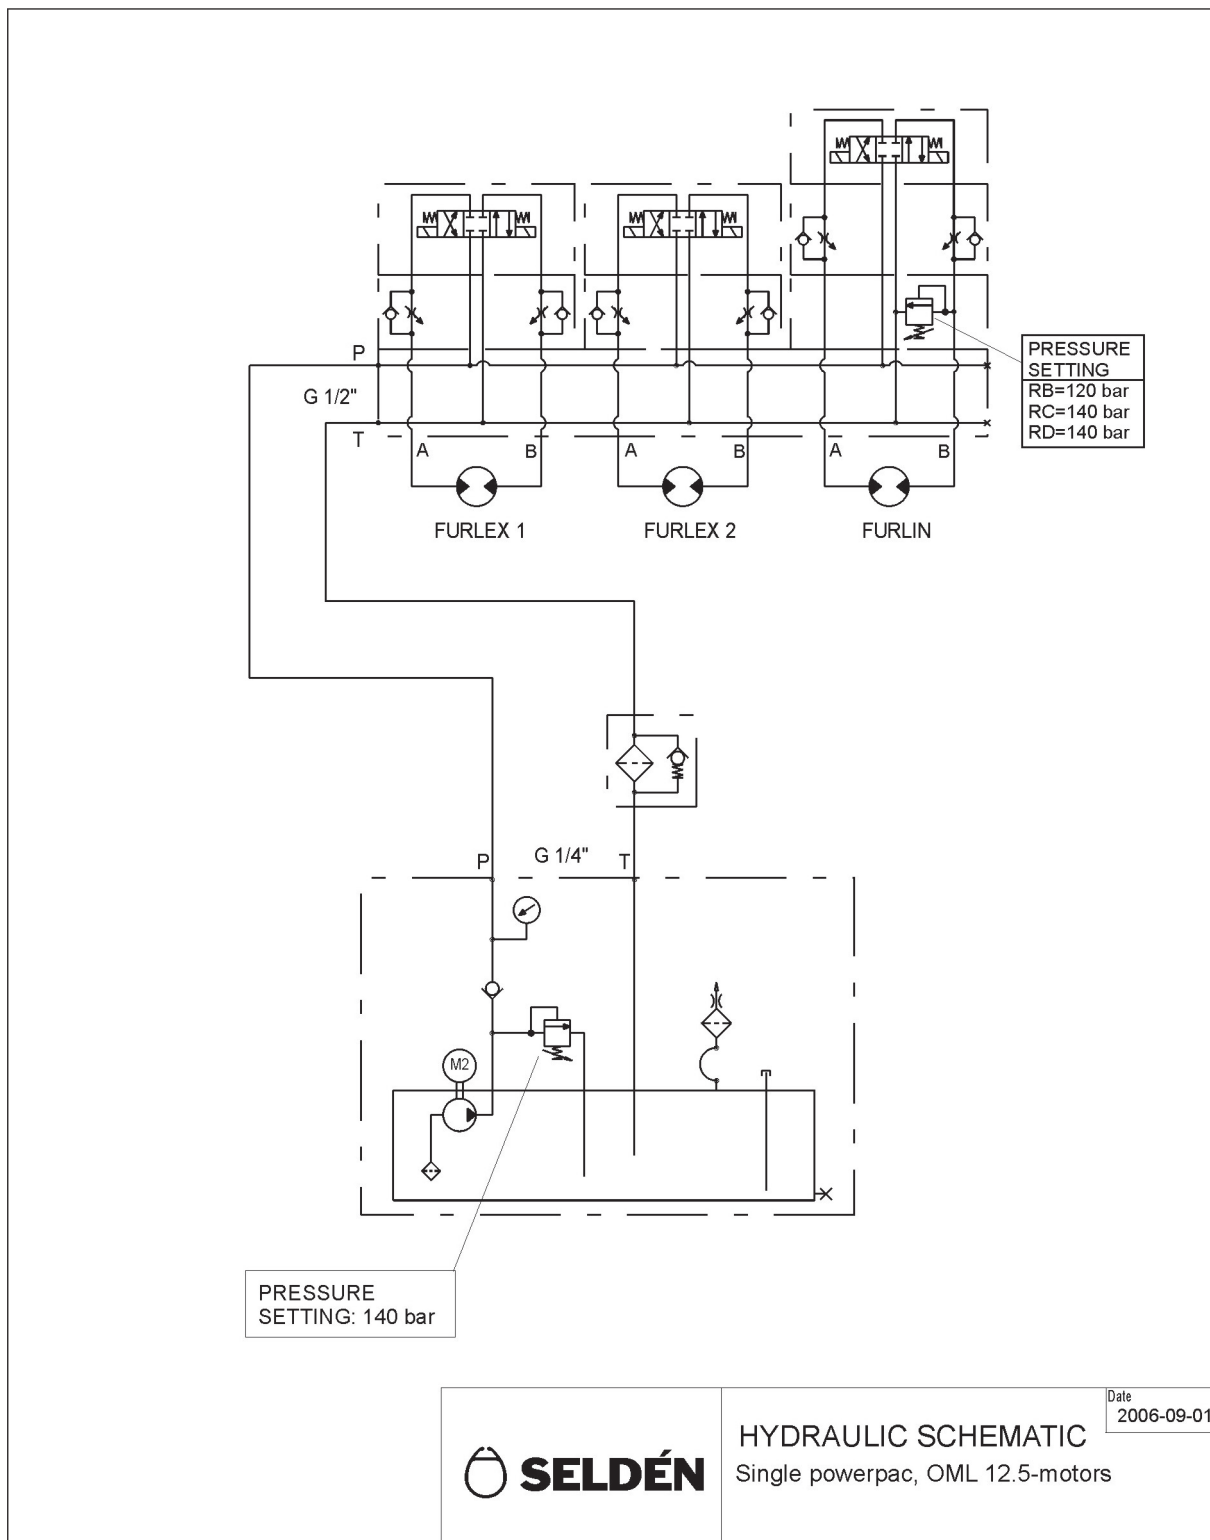 PRESSURE
SETTING
RB=120 bar
RC=140 bar
RD=140 bar
P
G 1/2"
T
A
B
A
B
A
B
FURLEX 1
FURLEX 2
FURLIN
P
G 1/4"
T
M2
PRESSURE
SETTING: 140 bar
SELDÉN
HYDRAULIC SCHEMATIC
Single powerpac, OML 12.5-motors
Date
2006-09-01